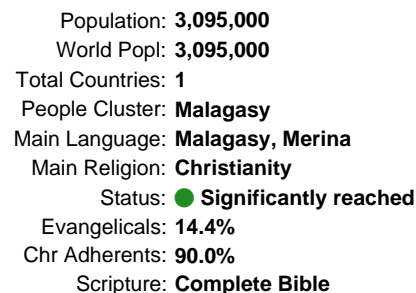 Population: 3,095,000
World Popl: 3,095,000
Total Countries: 1
People Cluster: Malagasy
Main Language: Malagasy, Merina
Main Religion: Christianity
Status: Significantly reached
Evangelicals: 14.4%
Chr Adherents: 90.0%
Scripture: Complete Bible